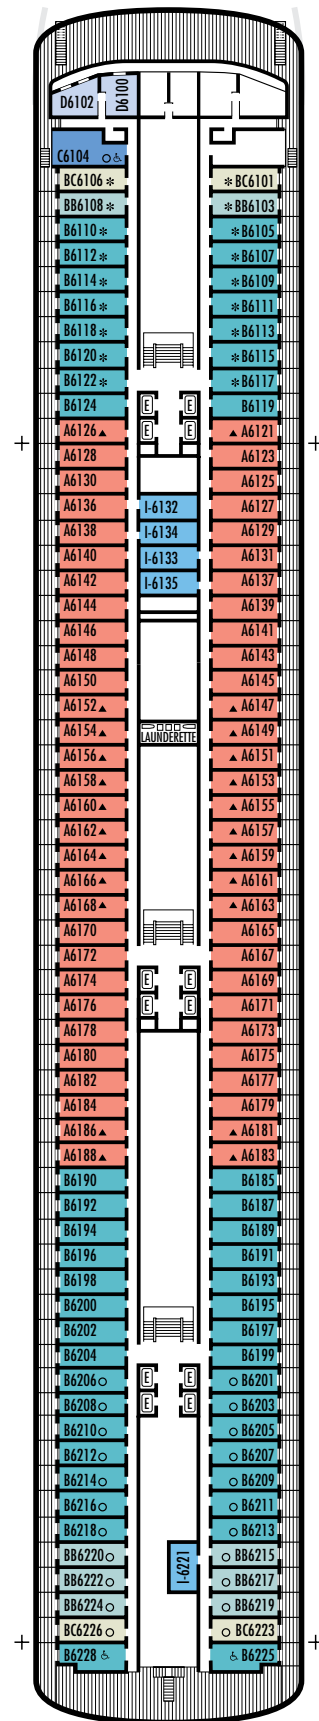 D6102 D6100
C6104 ○♿
BC6106 * * BC6101
BB6108 * * BB6103
B6110 * * B6105
B6112 * * B6107
B6114 * * B6109
B6116 * * B6111
B6118 * * B6113
B6120 * * B6115
B6122 * * B6117
B6124 E E B6119
A6126 ▲ E E ▲ A6121
A6128 A6123
A6130 A6125
A6136 I-6132 A6127
A6138 I-6134 A6129
A6140 I-6133 A6131
A6142 I-6135 A6137
A6144 A6139
A6146 A6141
A6148 A6143
A6150 A6145
A6152 ▲ ▲ A6147
A6154 ▲ LAUNDERETTE ▲ A6149
A6156 ▲ ▲ A6151
A6158 ▲ ▲ A6153
A6160 ▲ ▲ A6155
A6162 ▲ ▲ A6157
A6164 ▲ ▲ A6159
A6166 ▲ ▲ A6161
A6168 ▲ ▲ A6163
A6170 A6165
A6172 A6167
A6174 E E A6169
A6176 E E A6171
A6178 A6173
A6180 A6175
A6182 A6177
A6184 A6179
A6186 ▲ ▲ A6181
A6188 ▲ ▲ A6183
B6190 B6185
B6192 B6187
B6194 B6189
B6196 B6191
B6198 B6193
B6200 B6195
B6202 B6197
B6204 B6199
B6206 ○ E E ○ B6201
B6208 ○ E E ○ B6203
B6210 ○ ○ B6205
B6212 ○ ○ B6207
B6214 ○ ○ B6209
B6216 ○ ○ B6211
B6218 ○ ○ B6213
BB6220 ○ ○ BB6215
BB6222 ○ I-6221 ○ BB6217
BB6224 ○ ○ BB6219
BC6226 ○ ○ BC6223
B6228 ♿ ♿ B6225